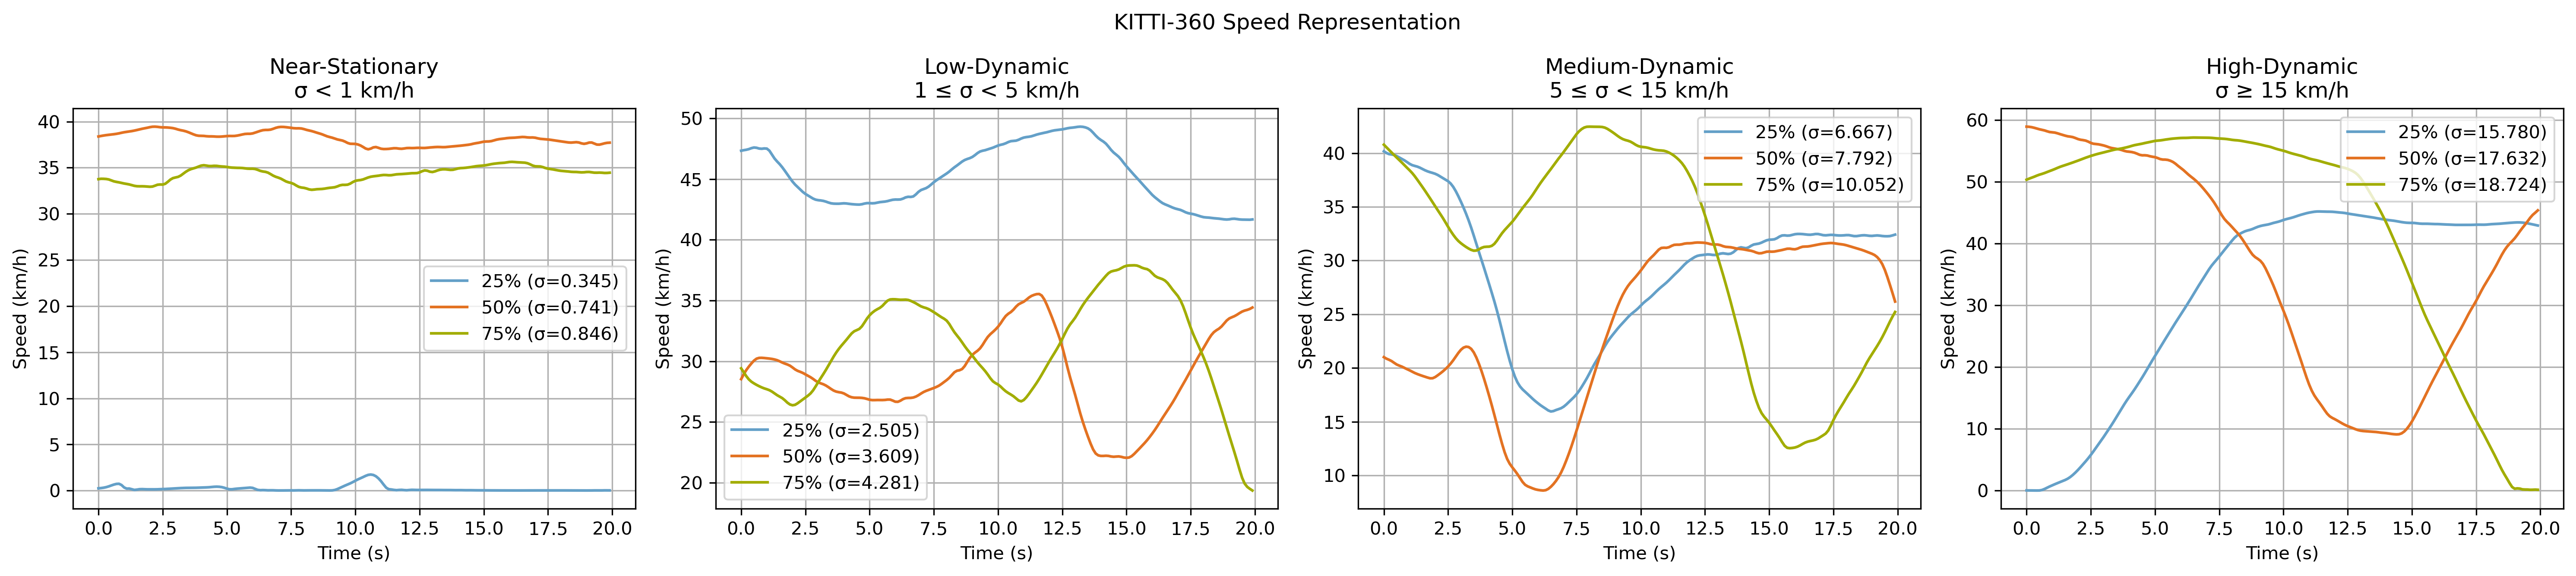 KITTI-360 Speed Representation
Near-Stationary
σ < 1 km/h
Speed (km/h)
40
35
30
25
20
15
10
5
0
25% (σ=0.345)
50% (σ=0.741)
75% (σ=0.846)
0.0 2.5 5.0 7.5 10.0 12.5 15.0 17.5 20.0
Time (s)
Low-Dynamic
1 ≤ σ < 5 km/h
Speed (km/h)
50
45
40
35
30
25
20
25% (σ=2.505)
50% (σ=3.609)
75% (σ=4.281)
0.0 2.5 5.0 7.5 10.0 12.5 15.0 17.5 20.0
Time (s)
Medium-Dynamic
5 ≤ σ < 15 km/h
Speed (km/h)
40
35
30
25
20
15
10
25% (σ=6.667)
50% (σ=7.792)
75% (σ=10.052)
0.0 2.5 5.0 7.5 10.0 12.5 15.0 17.5 20.0
Time (s)
High-Dynamic
σ ≥ 15 km/h
Speed (km/h)
60
50
40
30
20
10
0
25% (σ=15.780)
50% (σ=17.632)
75% (σ=18.724)
0.0 2.5 5.0 7.5 10.0 12.5 15.0 17.5 20.0
Time (s)